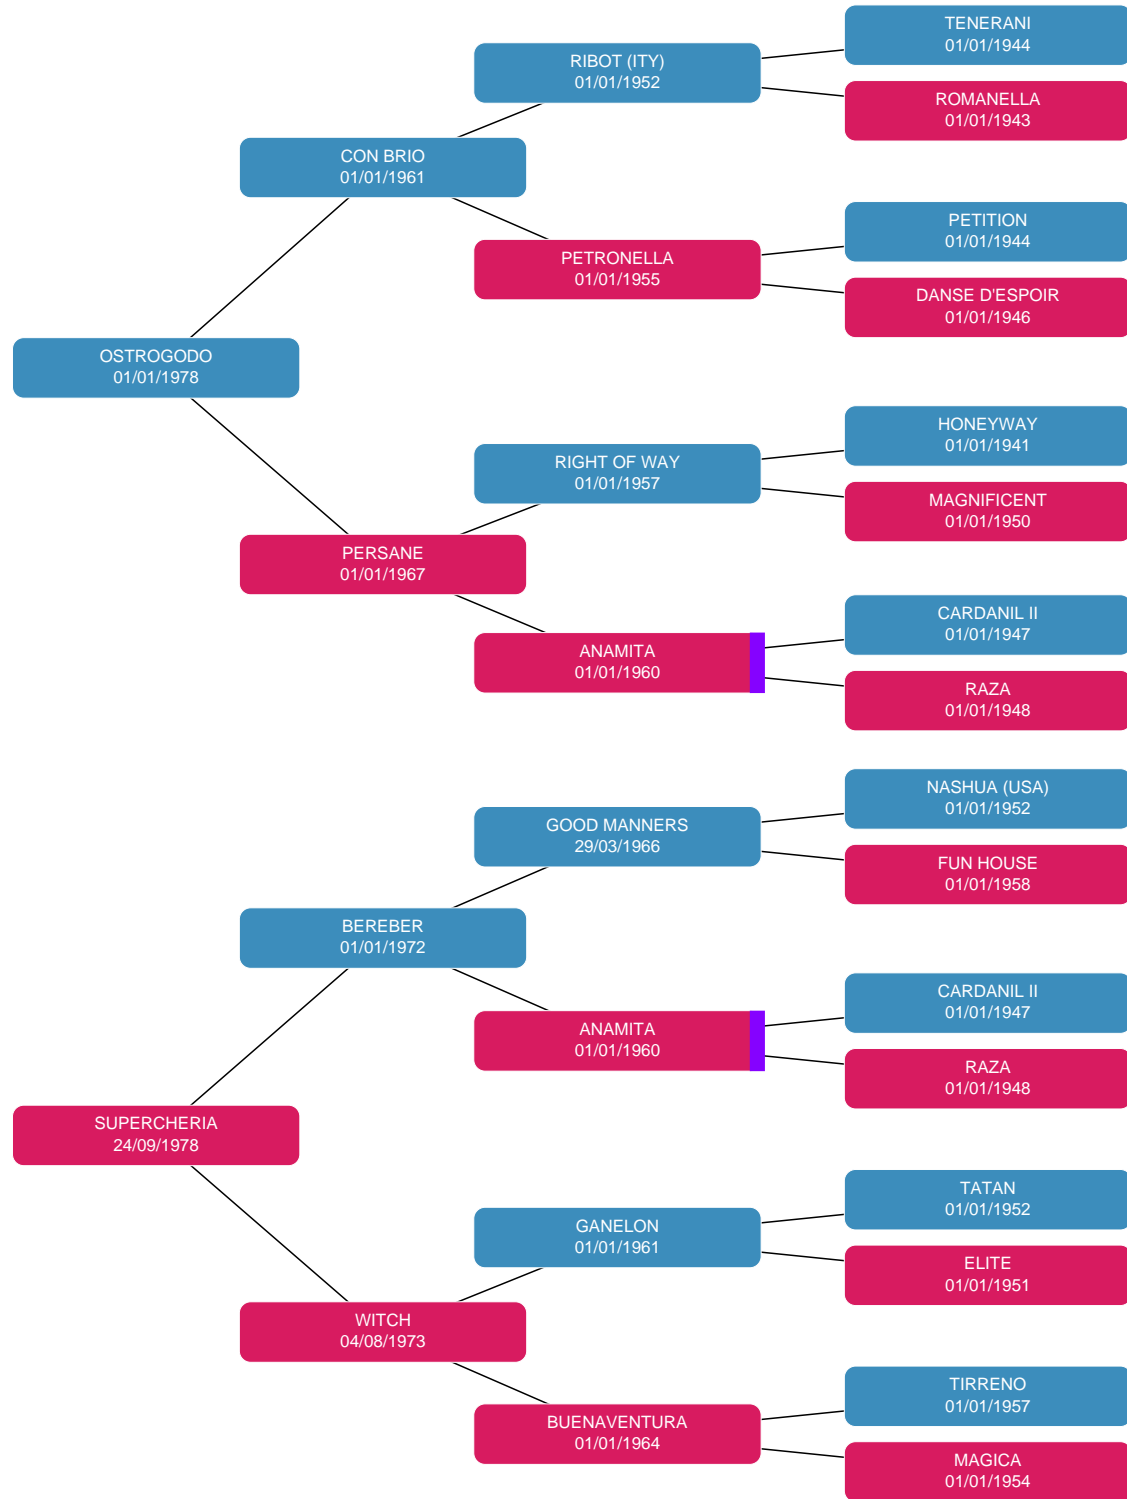 TENERANI
01/01/1944
RIBOT (ITY)
01/01/1952
ROMANELLA
01/01/1943
CON BRIO
01/01/1961
PETITION
01/01/1944
PETRONELLA
01/01/1955
DANSE D'ESPOIR
01/01/1946
OSTROGODO
01/01/1978
HONEYWAY
01/01/1941
RIGHT OF WAY
01/01/1957
MAGNIFICENT
01/01/1950
PERSANE
01/01/1967
CARDANIL II
01/01/1947
ANAMITA
01/01/1960
RAZA
01/01/1948
NASHUA (USA)
01/01/1952
GOOD MANNERS
29/03/1966
FUN HOUSE
01/01/1958
BEREBER
01/01/1972
CARDANIL II
01/01/1947
ANAMITA
01/01/1960
RAZA
01/01/1948
SUPERCHERIA
24/09/1978
TATAN
01/01/1952
GANELON
01/01/1961
ELITE
01/01/1951
WITCH
04/08/1973
TIRRENO
01/01/1957
BUENAVENTURA
01/01/1964
MAGICA
01/01/1954